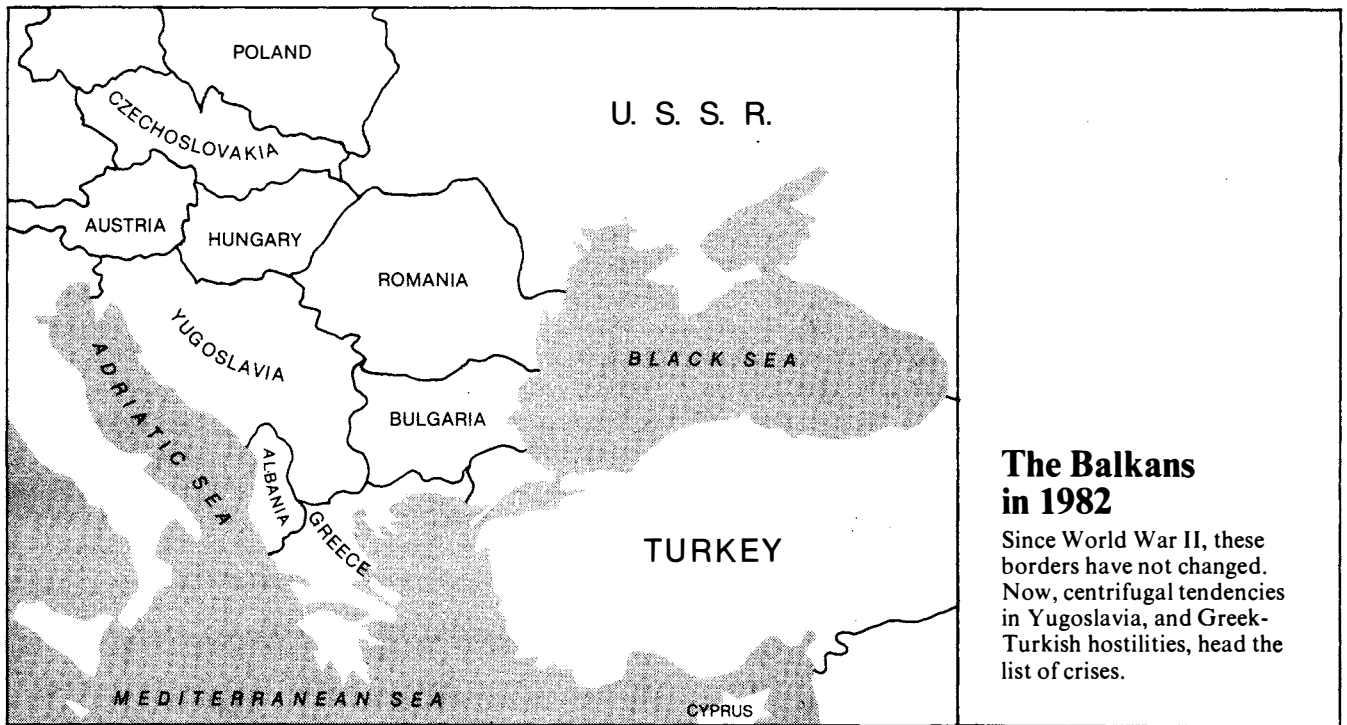 POLAND
U. S. S. R.
CZECHOSLOVAKIA
AUSTRIA
HUNGARY
ROMANIA
YUGOSLAVIA
BLACK SEA
ADRIATIC SEA
BULGARIA
ALBANIA
GREECE
TURKEY
MEDITERRANEAN SEA
CYPRUS
The Balkans
in 1982
Since World War II, these
borders have not changed.
Now, centrifugal tendencies
in Yugoslavia, and Greek-
Turkish hostilities, head the
list of crises.